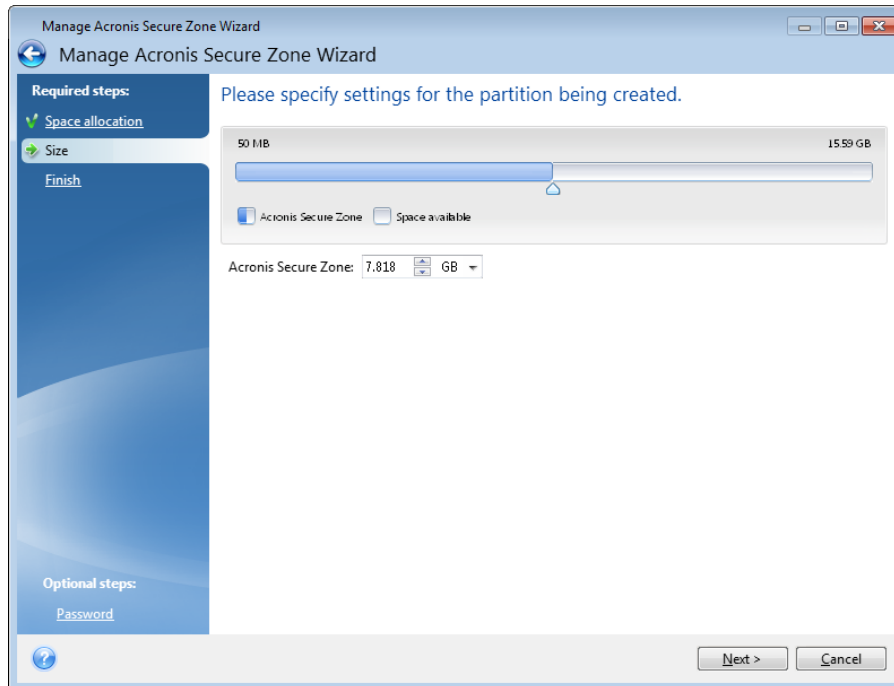 Manage Acronis Secure Zone Wizard
Manage Acronis Secure Zone Wizard
Required steps:
Space allocation
Size
Finish
Please specify settings for the partition being created.
50 MB 15.59 GB
Acronis Secure Zone Space available
Acronis Secure Zone: 7.818 GB
Optional steps:
Password
? Next > Cancel